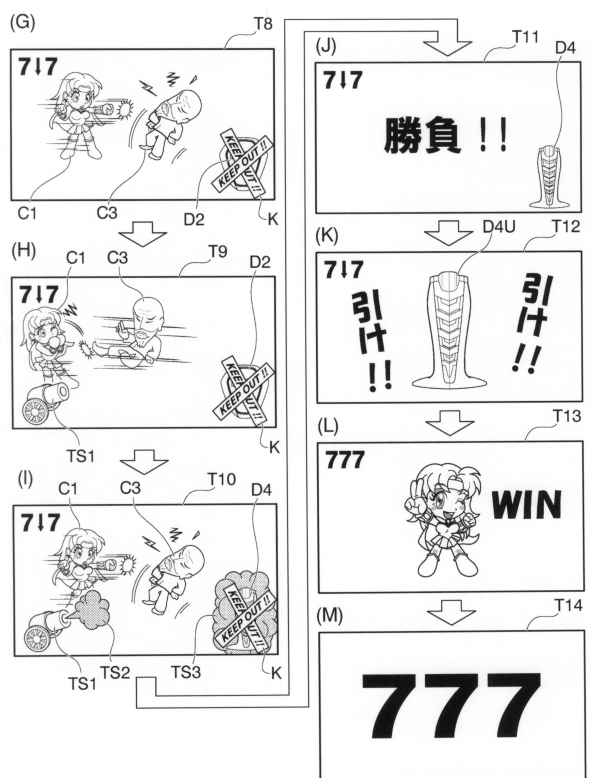 (G)
T8
7↓7
KEEP OUT!!
KEEP OUT!!
C1
C3
D2
K
(H)
C1
C3
T9
D2
7↓7
KEEP OUT!!
KEEP OUT!!
TS1
K
(I)
C1
C3
T10
D4
7↓7
KEEP OUT!!
KEEP OUT!!
TS1
TS2
TS3
K
(J)
T11
D4
7↓7
勝負!!
(K)
D4U
T12
7↓7
引け!!
引け!!
(L)
T13
777
WIN
(M)
T14
777